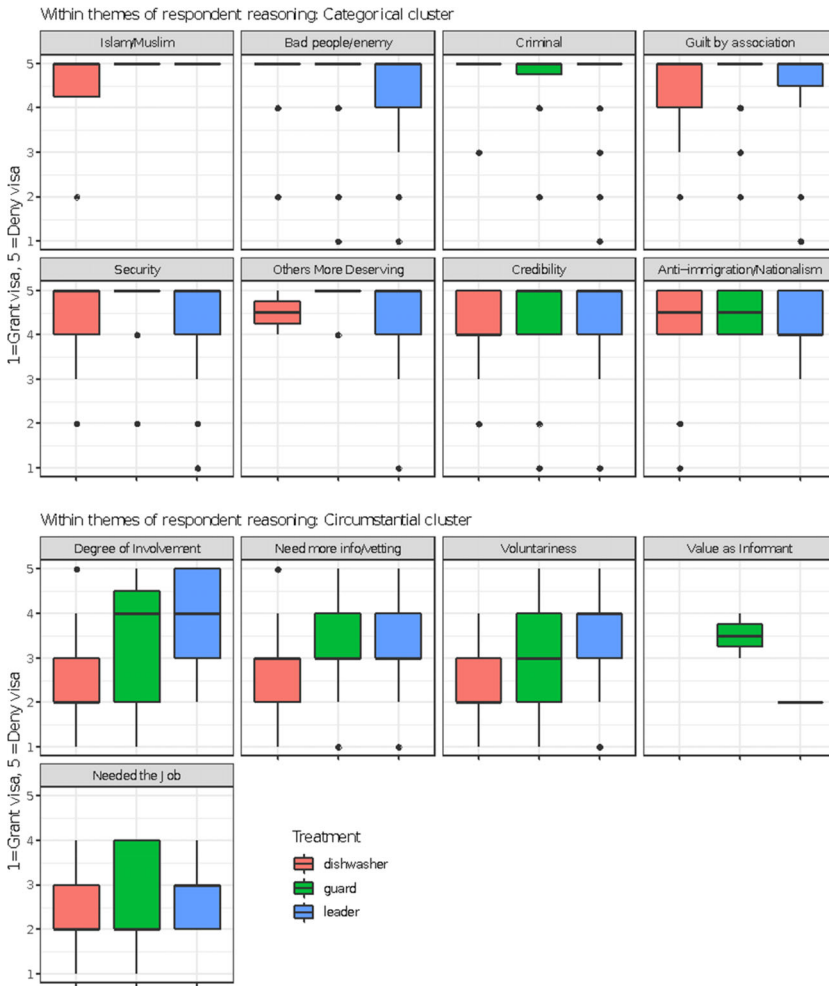 Within themes of respondent reasoning: Categorical cluster
Islam/Muslim
Bad people/enemy
Criminal
Guilt by association
5
4
3
2
1
Security
Others More Deserving
Credibility
Anti-immigration/Nationalism
5
4
3
2
1
1=Grant visa, 5 =Deny visa
Within themes of respondent reasoning: Circumstantial cluster
Degree of Involvement
Need more info/vetting
Voluntariness
Value as Informant
5
4
3
2
1
Needed the Job
5
4
3
2
1
1=Grant visa, 5 =Deny visa
Treatment
dishwasher
guard
leader